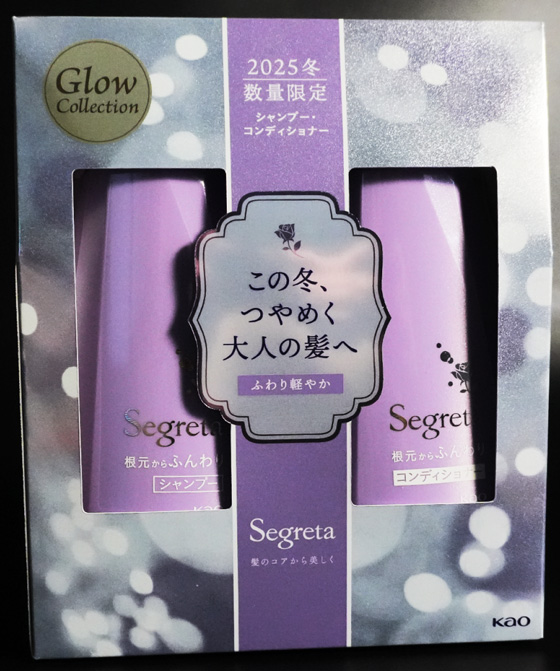 Glow
Collection
2025冬
数量限定
シャンプー・
コンディショナー
この冬、
つやめく
大人の髪へ
ふわり軽やか
Segreta
根元からふんわり
シャンプー
Segret
根元からふんわり
コンディショ
Segreta
髪のコアから美しく
Kao